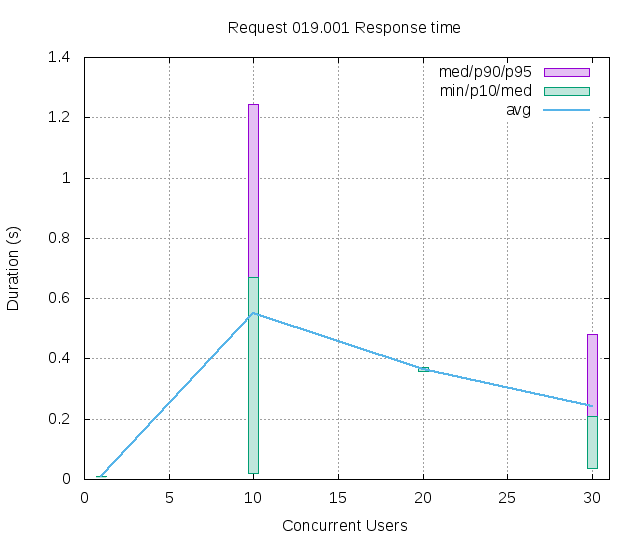 Request 019.001 Response time
med/p90/p95
min/p10/med
avg
1.4
1.2
1
0.8
0.6
0.4
0.2
0
Duration (s)
0 5 10 15 20 25 30
Concurrent Users